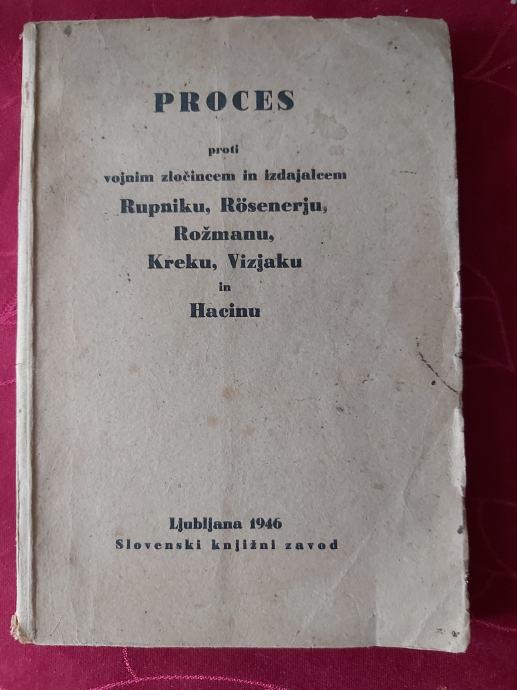 PROCES
proti
vojnim zločincem in izdajalcem
Rupniku, Rösenerju,
Rožmanu,
Kreku, Vizjaku
in
Hacinu
Ljubljana 1946
Slovenski knjižni zavod